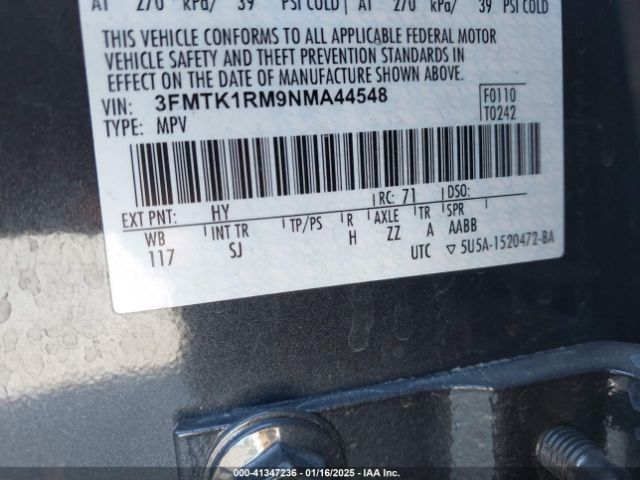 AT 270 kPa/ 39 PSI COLD AT 270 kPa/ 39 PSI COLD
THIS VEHICLE CONFORMS TO ALL APPLICABLE FEDERAL MOTOR
VEHICLE SAFETY AND THEFT PREVENTION STANDARDS IN
EFFECT ON THE DATE OF MANUFACTURE SHOWN ABOVE.
VIN: 3FMTK1RM9NMA44548 F0110
TYPE: MPV T0242
EXT PNT: HY RC: 71 DSO:
WB INT TR TP/PS R AXLE TR SPR
117 SJ H ZZ A AABB
UTC ▽ 5U5A-1520472-BA
00-41347236 - 01/16/2025 - IAA Inc.